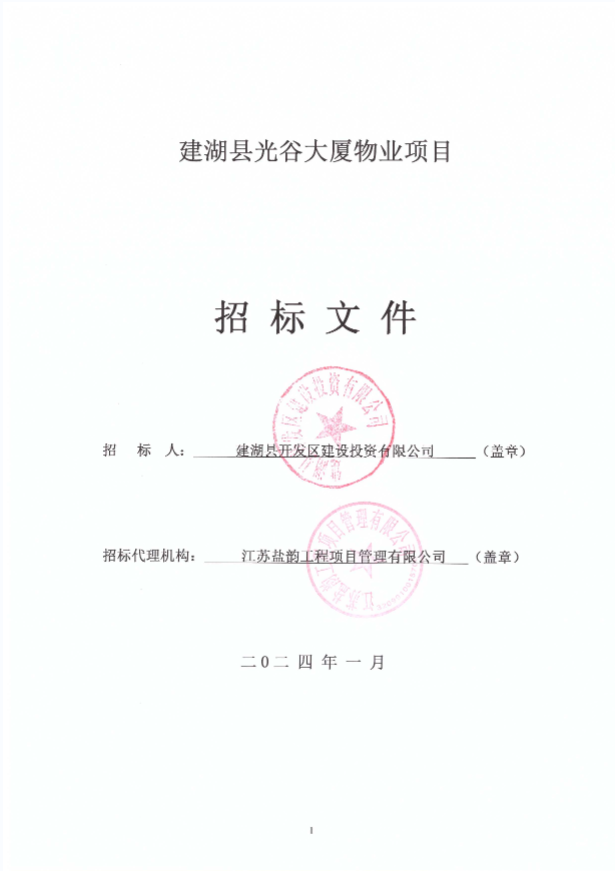 建湖县光谷大厦物业项目
招 标 文 件
招 标 人： 建湖县开发区建设投资有限公司 （盖章）
招标代理机构： 江苏盐韵工程项目管理有限公司 （盖章）
二0二四年一月
1